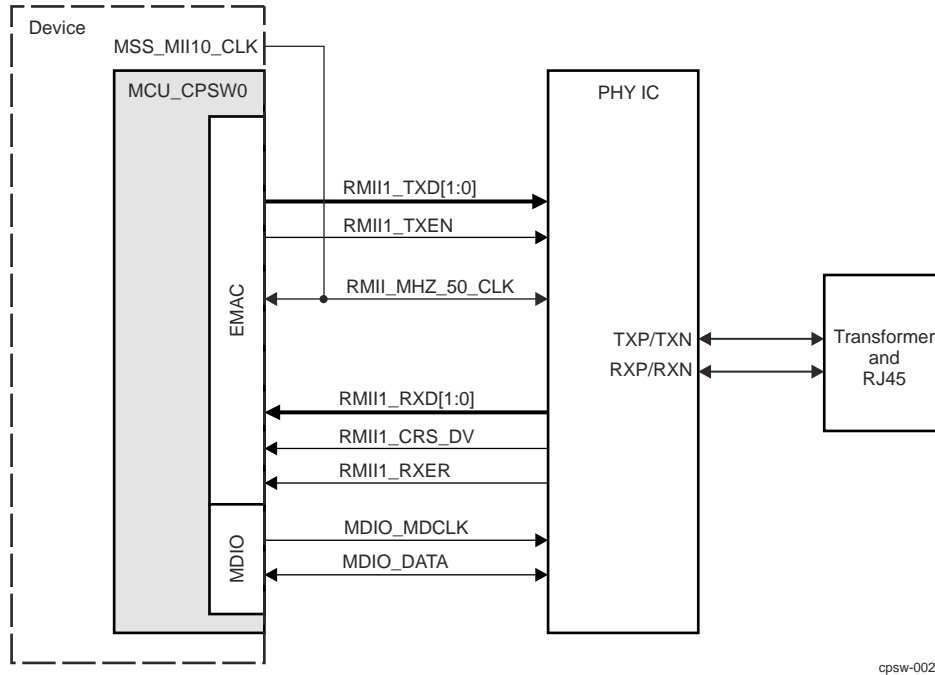 Device
MSS_MII10_CLK
MCU_CPSW0
PHY IC
RMII1_TXD[1:0]
RMII1_TXEN
RMII_MHZ_50_CLK
EMAC
TXP/TXN
RXP/RXN
Transformer
and
RJ45
RMII1_RXD[1:0]
RMII1_CRS_DV
RMII1_RXER
MDIO
MDIO_MDCLK
MDIO_DATA
cpsw-002